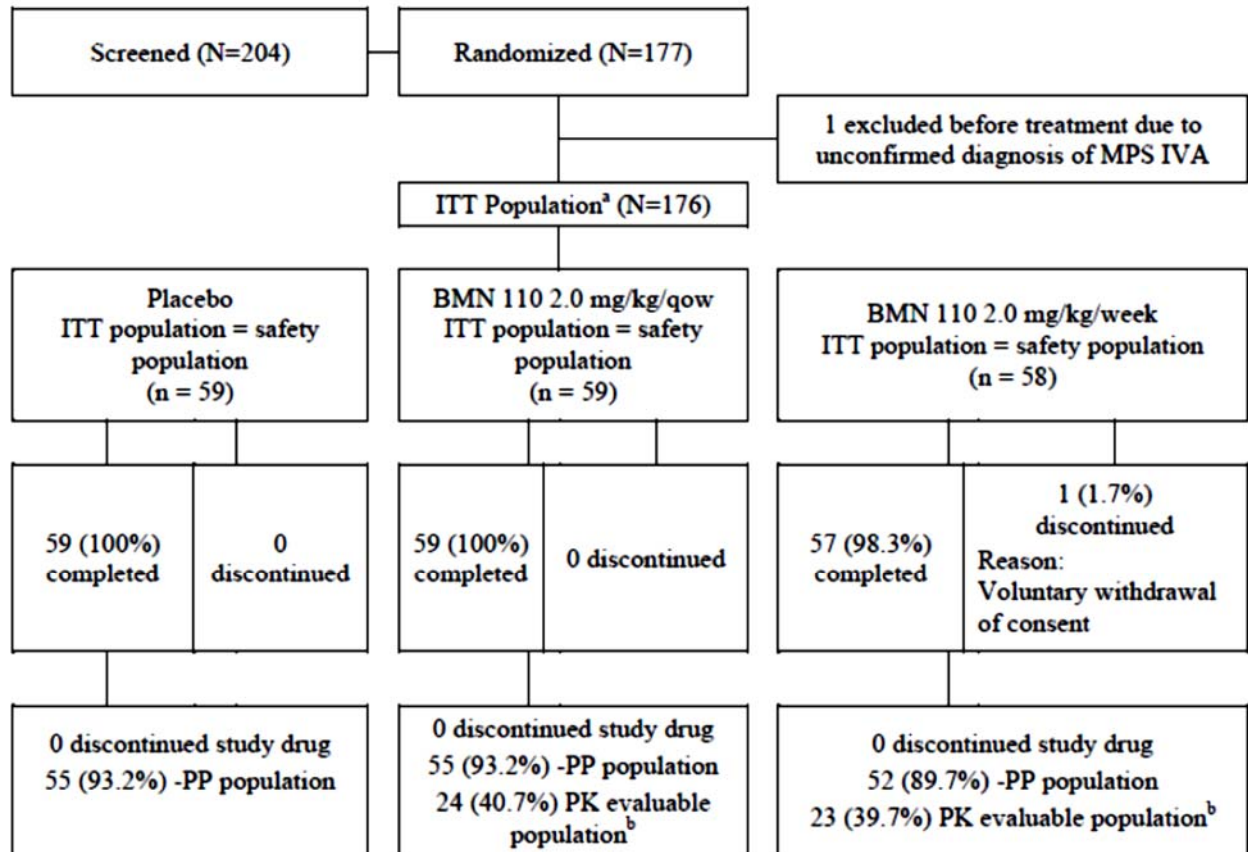 Screened (N=204)
Randomized (N=177)
1 excluded before treatment due to
unconfirmed diagnosis of MPS IVA
ITT Populationᵃ (N=176)
Placebo
ITT population = safety
population
(n = 59)
BMN 110 2.0 mg/kg/qow
ITT population = safety
population
(n = 59)
BMN 110 2.0 mg/kg/week
ITT population = safety population
(n = 58)
59 (100%)
completed
0
discontinued
59 (100%)
completed
0 discontinued
57 (98.3%)
completed
1 (1.7%)
discontinued
Reason:
Voluntary withdrawal
of consent
0 discontinued study drug
55 (93.2%) -PP population
0 discontinued study drug
55 (93.2%) -PP population
24 (40.7%) PK evaluable
populationᵇ
0 discontinued study drug
52 (89.7%) -PP population
23 (39.7%) PK evaluable populationᵇ